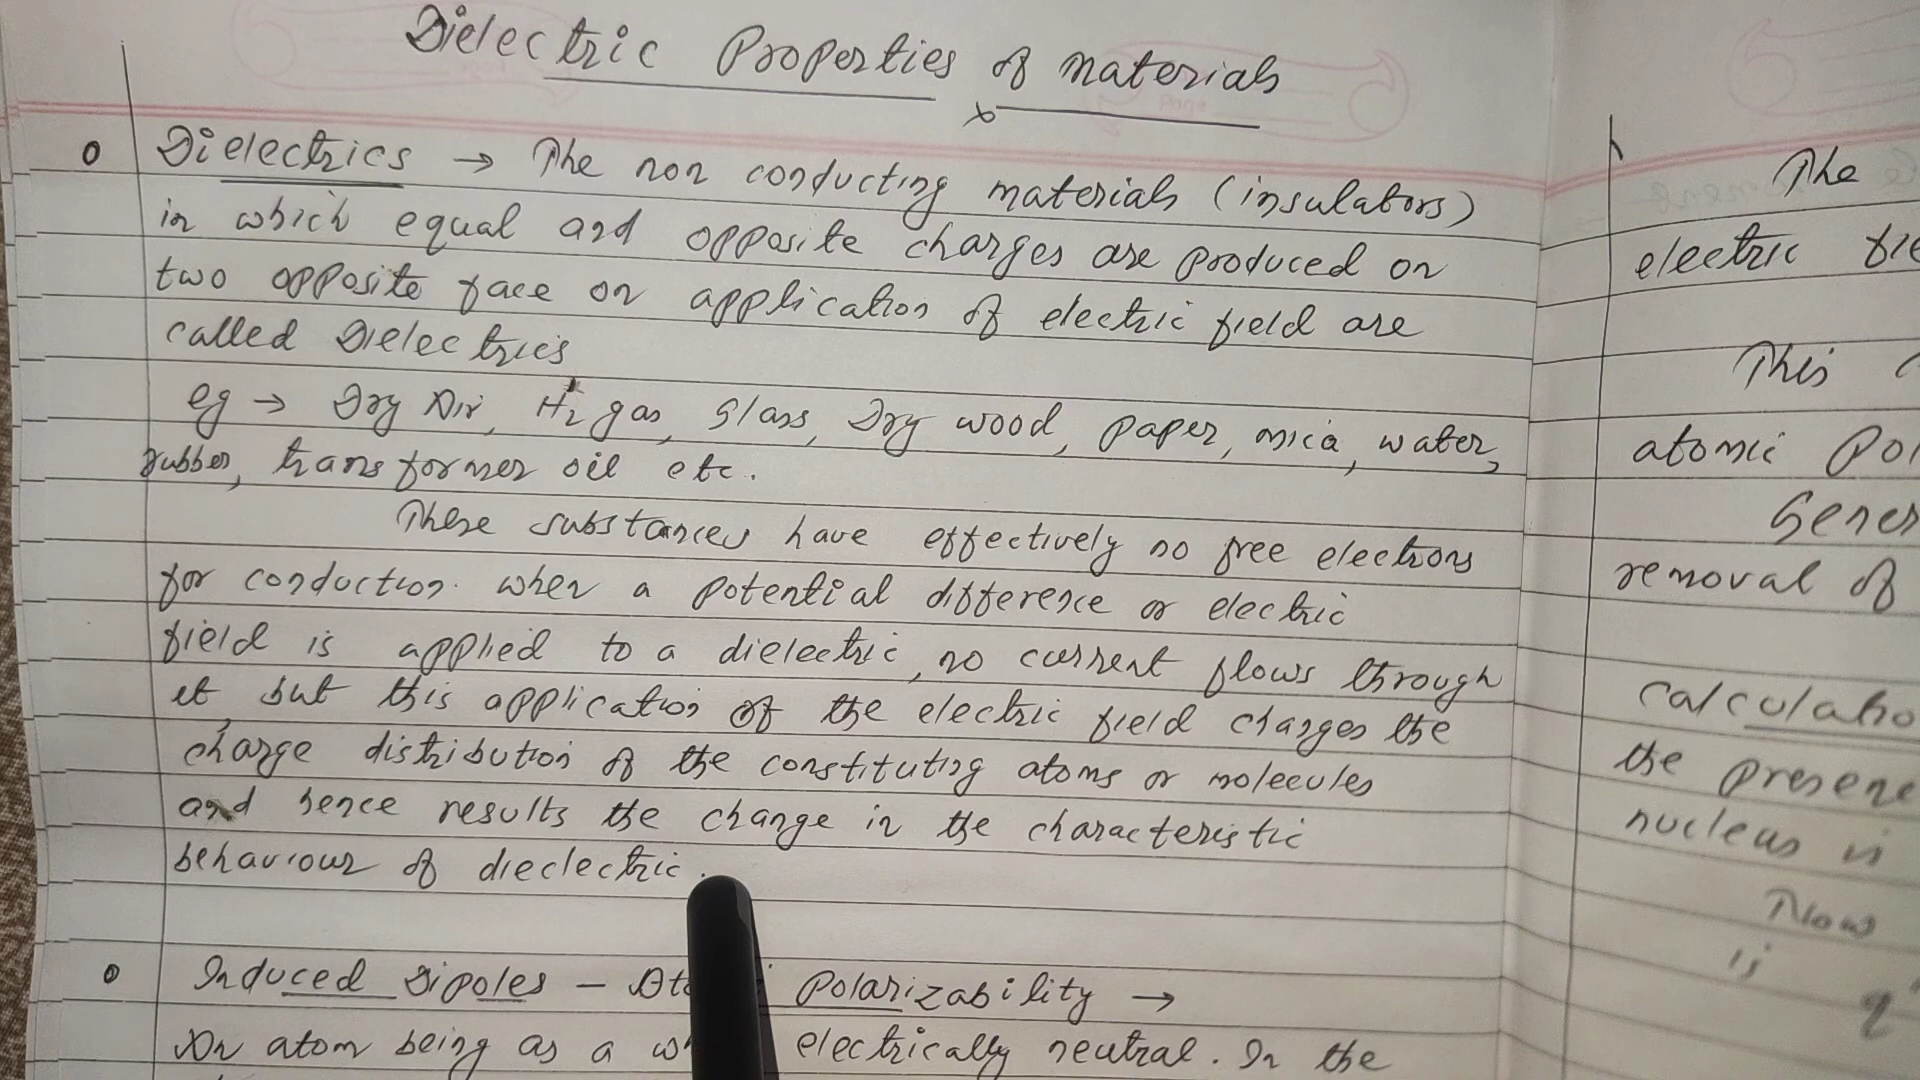 Dielectric Properties of Materials
Dielectrics → The non conducting materials (insulators)
in which equal and opposite charges are produced on
two opposite face on application of electric field are
called Dielectrics
eg → Dry Air, H2 gas, Glass, Dry wood, paper, mica, water,
rubber, transformer oil etc.
These substances have effectively no free electrons
for conduction. when a potential difference or electric
field is applied to a dielectric, no current flows through
it, but this application of the electric field charges the
charge distribution of the constituting atoms or molecules
and hence results the change in the characteristic
behaviour of dieclectric.
Induced Dipoles - Polarizability →
An atom being as a electrically neutral. In the
The
electric
This
atomic
removal of
the
nucleus is
Now
is